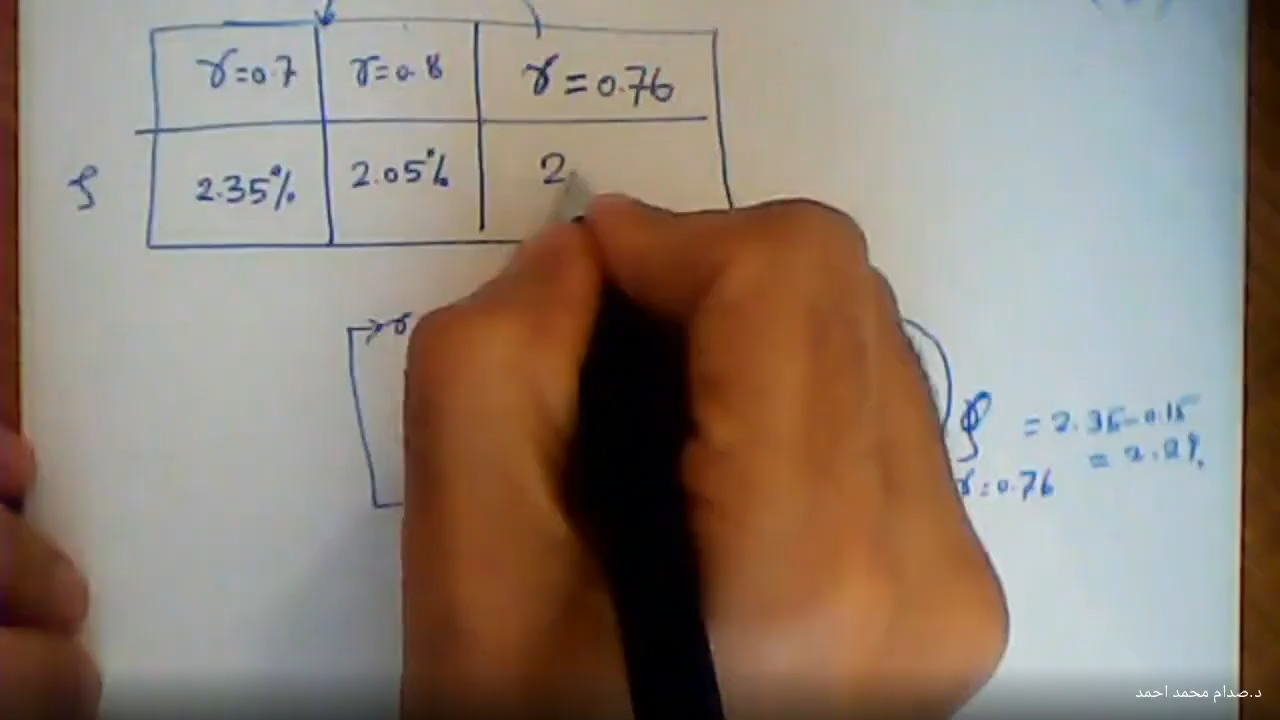 γ=0.7 γ=0.8 γ = 0.76
ρ 2.35% 2.05% 2.
γ
ρ = 2.35-0.15
= 2.2%
γ=0.76
د.صدام محمد احمد